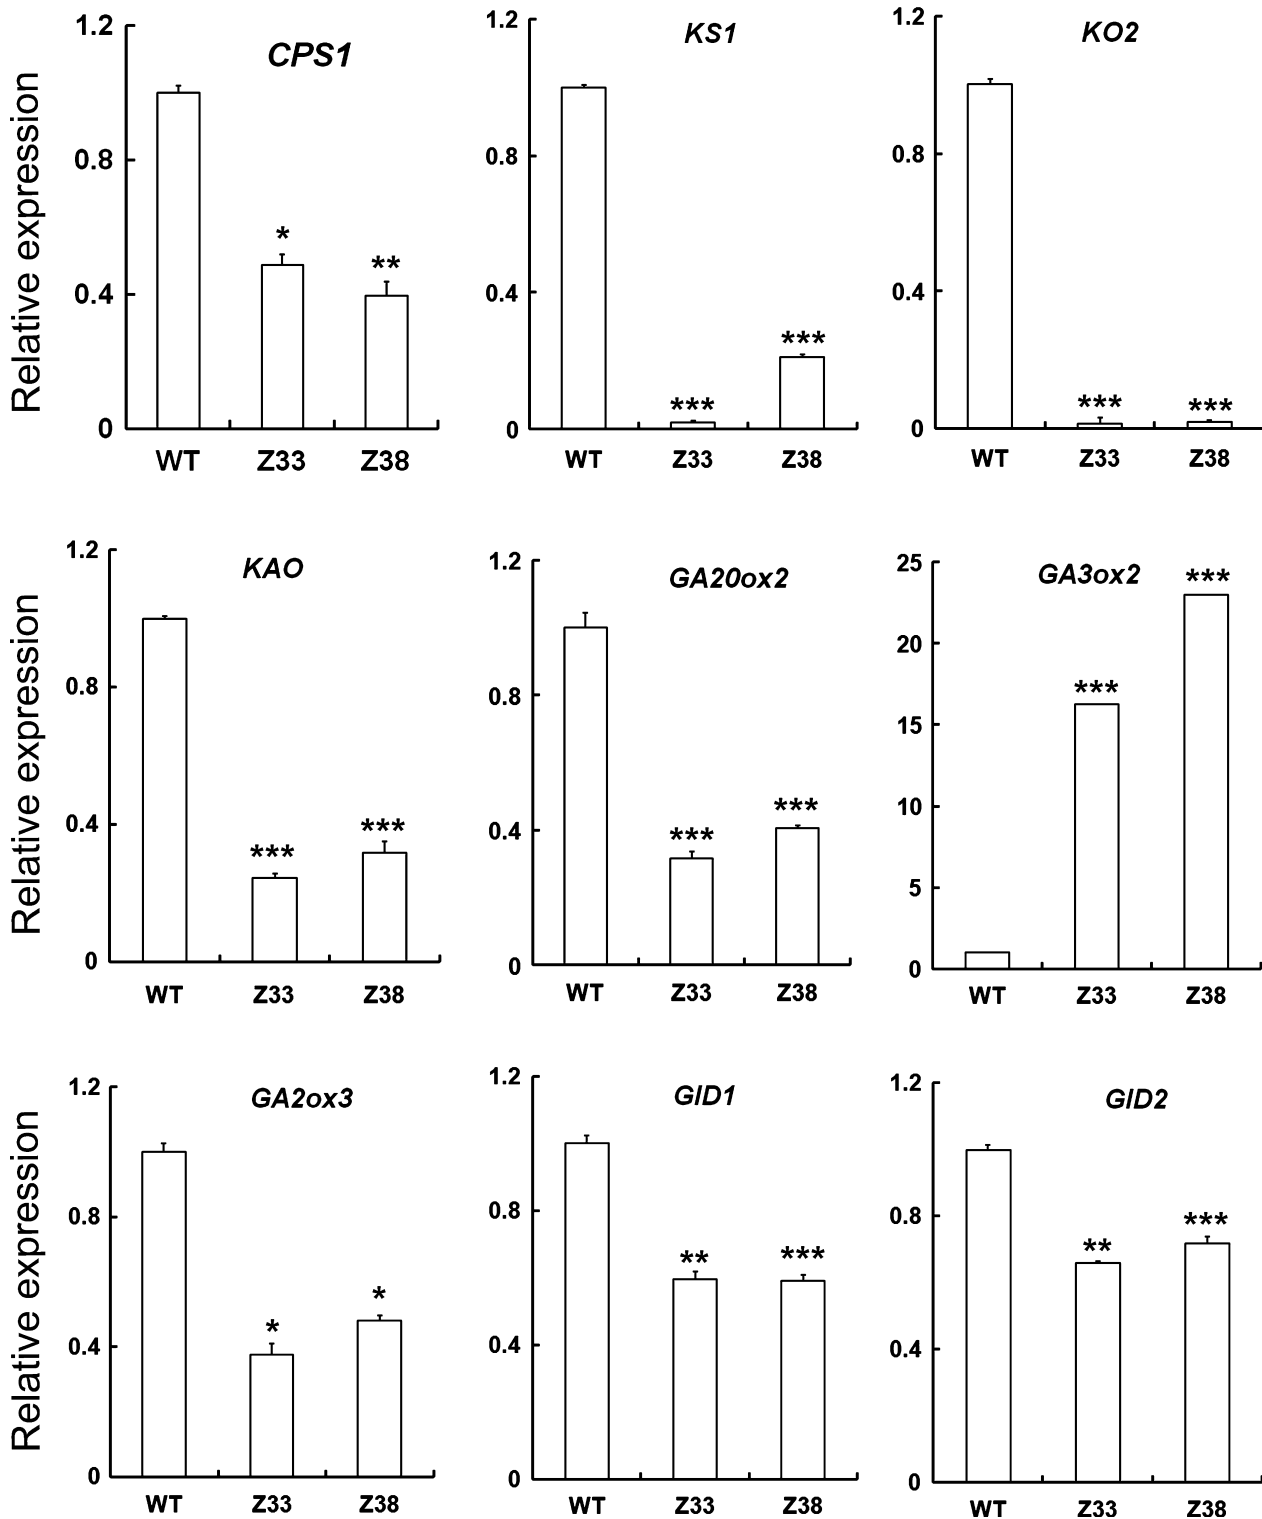 CPS1
Relative expression
1.2
0.8
0.4
0
*
**
WT Z33 Z38
KS1
1.2
0.8
0.4
0
***
***
WT Z33 Z38
KO2
1.2
0.8
0.4
0
***
***
WT Z33 Z38
KAO
Relative expression
1.2
0.8
0.4
0
***
***
WT Z33 Z38
GA20ox2
1.2
0.8
0.4
0
***
***
WT Z33 Z38
GA3ox2
25
20
15
10
5
0
***
***
WT Z33 Z38
GA2ox3
Relative expression
1.2
0.8
0.4
0
*
*
WT Z33 Z38
GID1
1.2
0.8
0.4
0
**
***
WT Z33 Z38
GID2
1.2
0.8
0.4
0
**
***
WT Z33 Z38